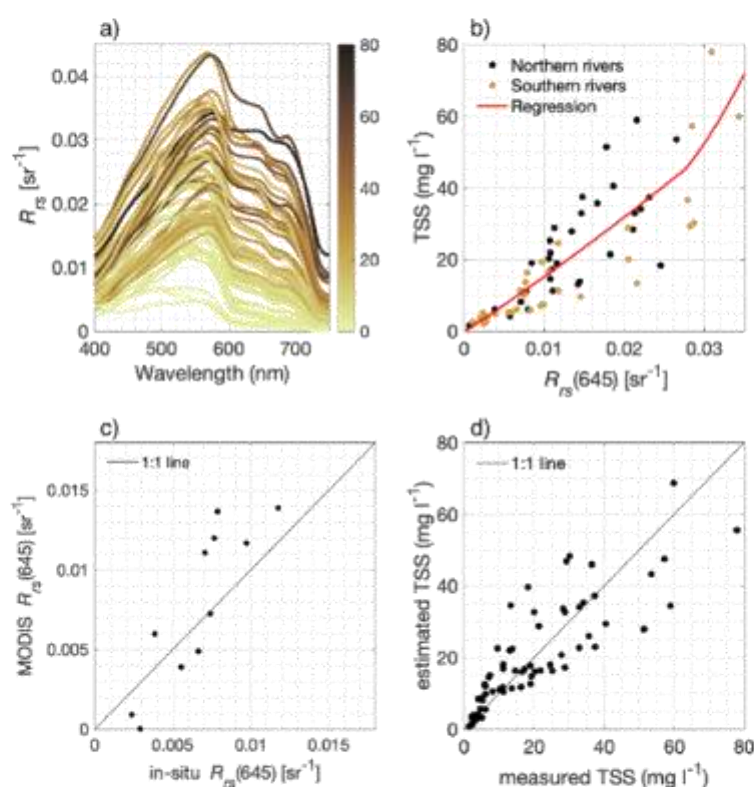 a)
0.04
0.03
0.02
0.01
0
R_rs [sr⁻¹]
400 500 600 700
Wavelength (nm)
80
60
40
20
0
b)
Northern rivers
Southern rivers
Regression
80
60
40
20
0
TSS (mg l⁻¹)
0 0.01 0.02 0.03
R_rs(645) [sr⁻¹]
c)
1:1 line
0.015
0.01
0.005
0
MODIS R_rs(645) [sr⁻¹]
0 0.005 0.01 0.015
in-situ R_rs(645) [sr⁻¹]
d)
1:1 line
80
60
40
20
0
estimated TSS (mg l⁻¹)
0 20 40 60 80
measured TSS (mg l⁻¹)